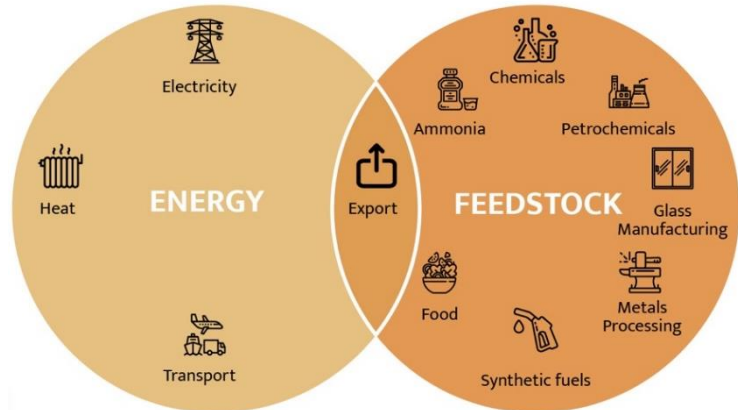 Electricity
Heat
ENERGY
Transport
Export
Chemicals
Ammonia
Petrochemicals
FEEDSTOCK
Glass
Manufacturing
Food
Metals
Processing
Synthetic fuels